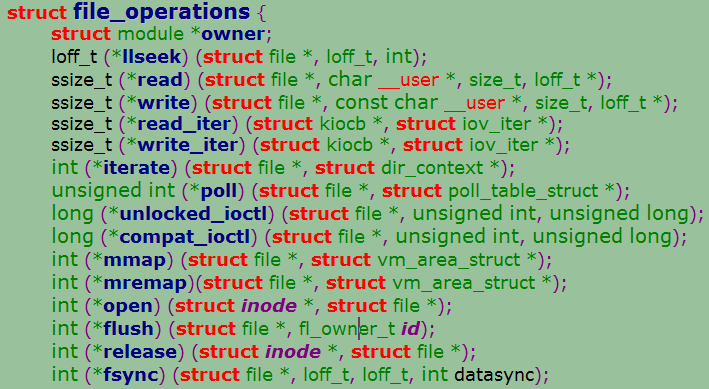 struct file_operations {
struct module *owner;
loff_t (*llseek) (struct file *, loff_t, int);
ssize_t (*read) (struct file *, char __user *, size_t, loff_t *);
ssize_t (*write) (struct file *, const char __user *, size_t, loff_t *);
ssize_t (*read_iter) (struct kiocb *, struct iov_iter *);
ssize_t (*write_iter) (struct kiocb *, struct iov_iter *);
int (*iterate) (struct file *, struct dir_context *);
unsigned int (*poll) (struct file *, struct poll_table_struct *);
long (*unlocked_ioctl) (struct file *, unsigned int, unsigned long);
long (*compat_ioctl) (struct file *, unsigned int, unsigned long);
int (*mmap) (struct file *, struct vm_area_struct *);
int (*mremap)(struct file *, struct vm_area_struct *);
int (*open) (struct inode *, struct file *);
int (*flush) (struct file *, fl_owner_t id);
int (*release) (struct inode *, struct file *);
int (*fsync) (struct file *, loff_t, loff_t, int datasync);